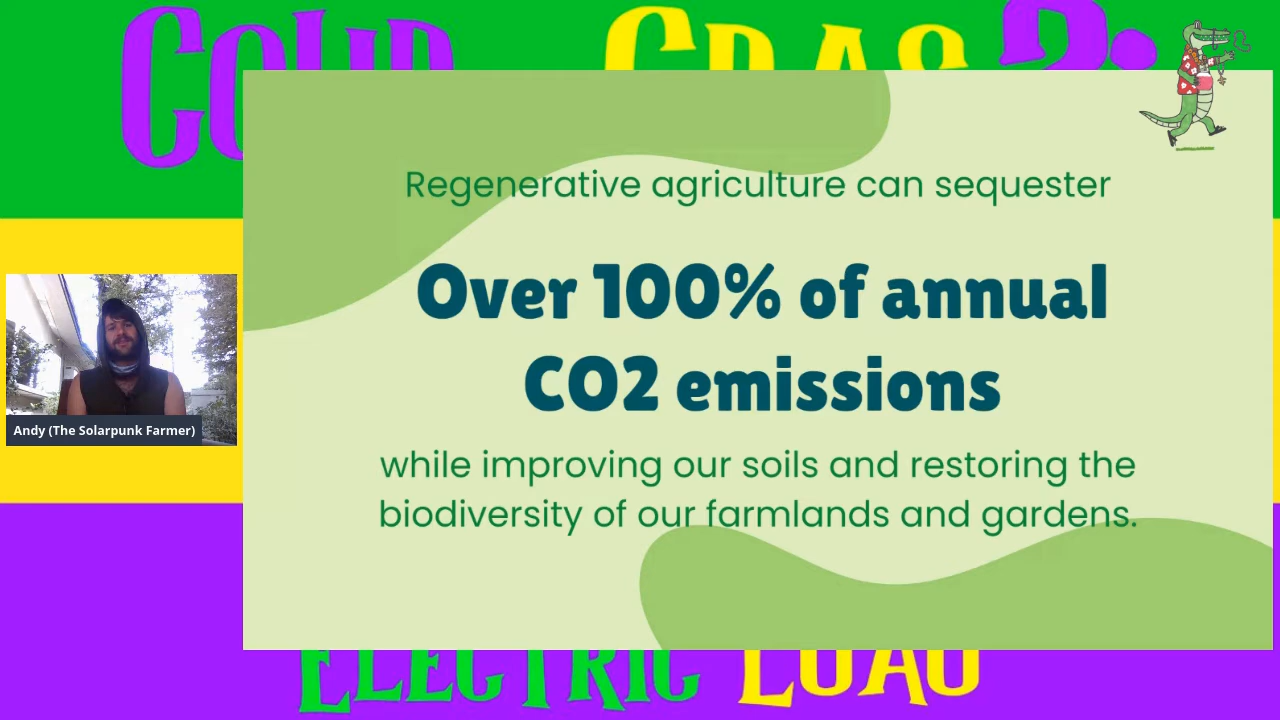 Regenerative agriculture can sequester
Over 100% of annual
CO2 emissions
while improving our soils and restoring the
biodiversity of our farmlands and gardens.
Andy (The Solarpunk Farmer)
ELECTRIC